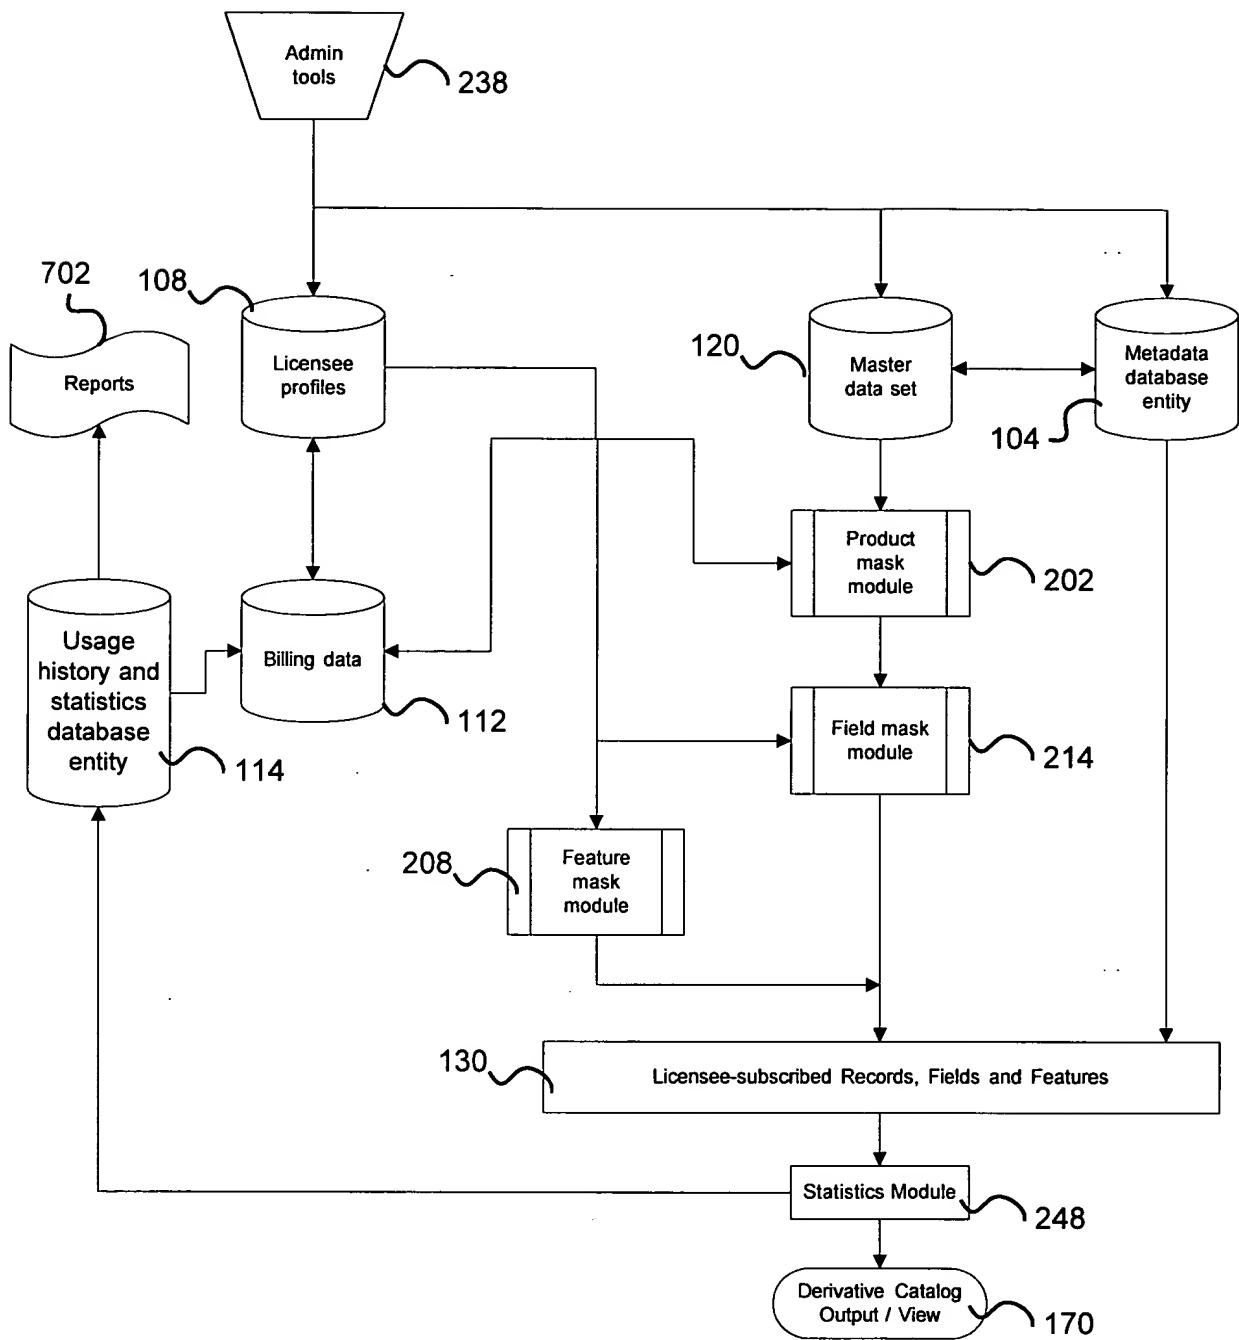 Admin
tools
238
702
108
Reports
Licensee
profiles
120
Master
data set
Metadata
database
entity
104
Product
mask
module
202
Usage
history and
statistics
database
entity
114
Billing data
112
Field mask
module
214
208
Feature
mask
module
130
Licensee-subscribed Records, Fields and Features
Statistics Module
248
Derivative Catalog
Output / View
170